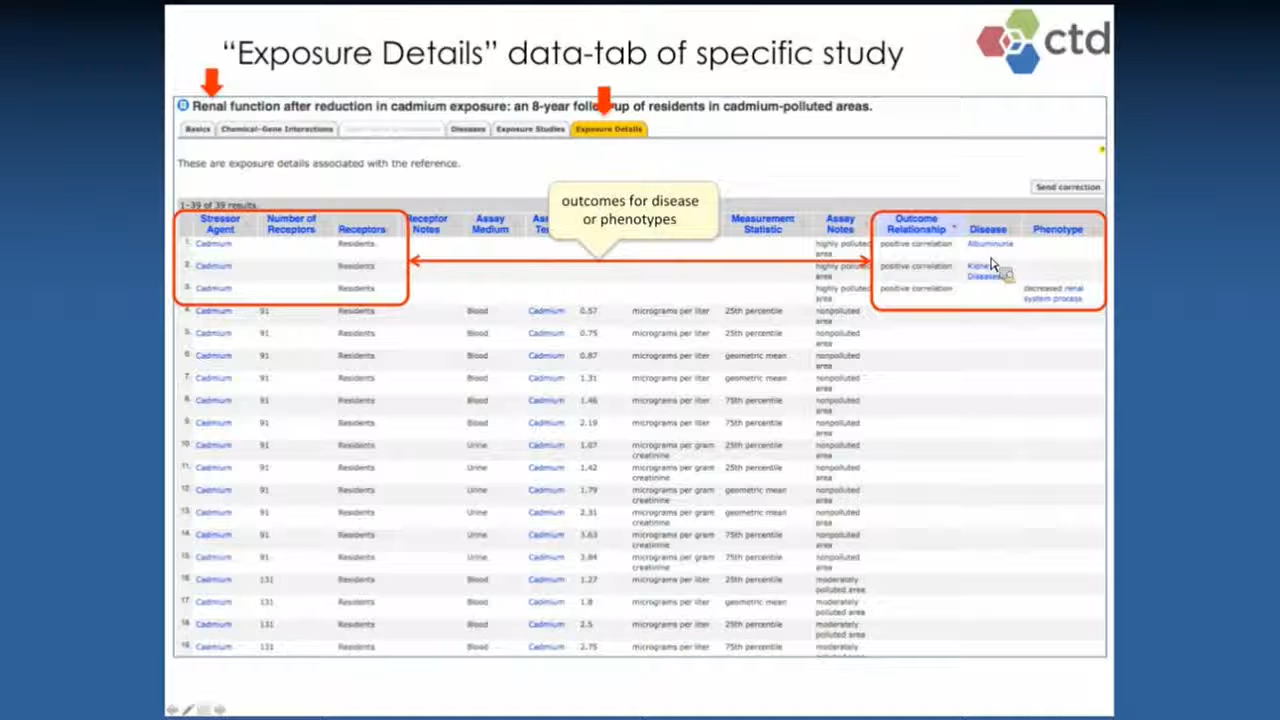 “Exposure Details” data-tab of specific study
ctd
Renal function after reduction in cadmium exposure: an 8-year follow up of residents in cadmium-polluted areas.
Basics Chemical–Gene Interactions Diseases Exposure Studies Exposure Details
These are exposure details associated with the reference.
Send correction
1–39 of 39 results.
outcomes for disease
or phenotypes
Stressor Agent Number of Receptors Receptors Receptor Notes Assay Medium Measurement Statistic Assay Notes Outcome Relationship Disease Phenotype
1. Cadmium Residents highly polluted area positive correlation Albuminuria
2. Cadmium Residents highly polluted area positive correlation Kidney Diseases
3. Cadmium Residents highly polluted area positive correlation decreased renal system process
4. Cadmium 91 Residents Blood Cadmium 0.57 micrograms per liter 25th percentile nonpolluted area
5. Cadmium 91 Residents Blood Cadmium 0.75 micrograms per liter 25th percentile nonpolluted area
6. Cadmium 91 Residents Blood Cadmium 0.87 micrograms per liter geometric mean nonpolluted area
7. Cadmium 91 Residents Blood Cadmium 1.31 micrograms per liter geometric mean nonpolluted area
8. Cadmium 91 Residents Blood Cadmium 1.46 micrograms per liter 75th percentile nonpolluted area
9. Cadmium 91 Residents Blood Cadmium 2.19 micrograms per liter 75th percentile nonpolluted area
10. Cadmium 91 Residents Urine Cadmium 1.07 micrograms per gram creatinine 25th percentile nonpolluted area
11. Cadmium 91 Residents Urine Cadmium 1.42 micrograms per gram creatinine 25th percentile nonpolluted area
12. Cadmium 91 Residents Urine Cadmium 1.79 micrograms per gram creatinine geometric mean nonpolluted area
13. Cadmium 91 Residents Urine Cadmium 2.31 micrograms per gram creatinine geometric mean nonpolluted area
14. Cadmium 91 Residents Urine Cadmium 3.63 micrograms per gram creatinine 75th percentile nonpolluted area
15. Cadmium 91 Residents Urine Cadmium 3.84 micrograms per gram creatinine 75th percentile nonpolluted area
16. Cadmium 131 Residents Blood Cadmium 1.27 micrograms per liter 25th percentile moderately polluted area
17. Cadmium 131 Residents Blood Cadmium 1.8 micrograms per liter geometric mean moderately polluted area
18. Cadmium 131 Residents Blood Cadmium 2.5 micrograms per liter 25th percentile moderately polluted area
19. Cadmium 131 Residents Blood Cadmium 2.75 micrograms per liter 75th percentile moderately